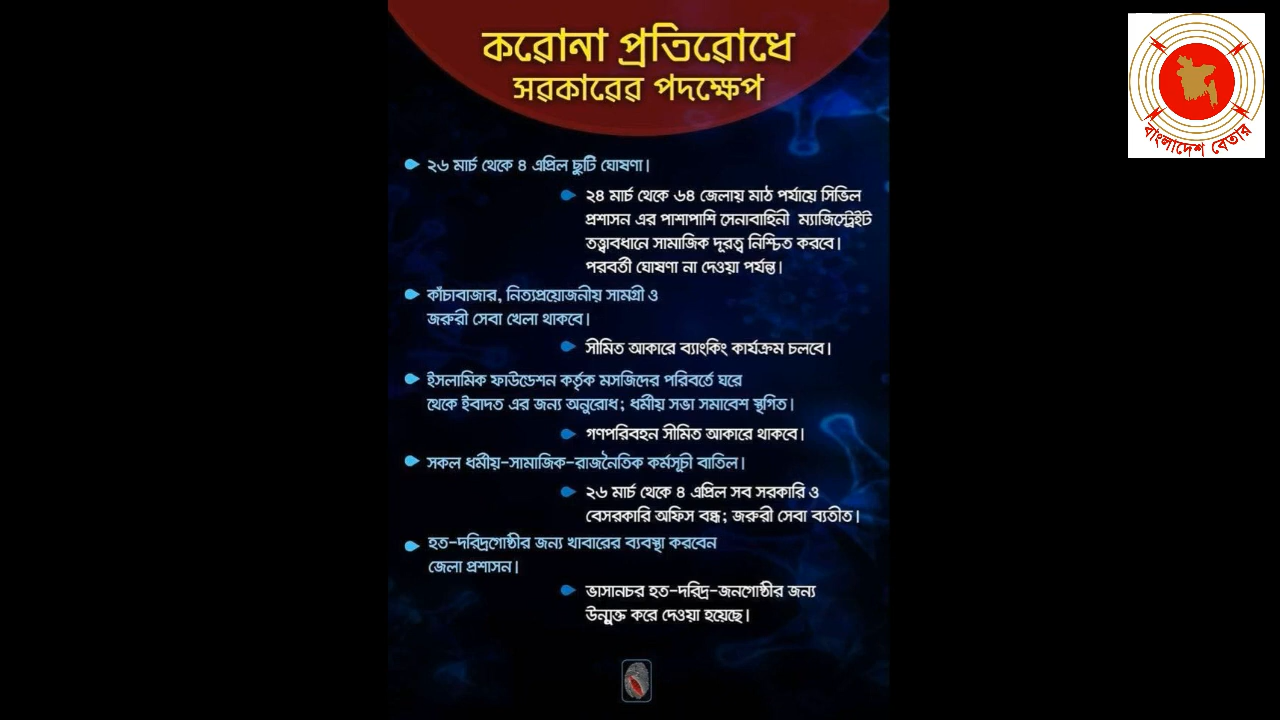 করোনা প্রতিরোধে
সরকারের পদক্ষেপ
বাংলাদেশ বেতার
২৬ মার্চ থেকে ৪ এপ্রিল ছুটি ঘোষণা।
২৪ মার্চ থেকে ৬৪ জেলায় মাঠ পর্যায়ে সিভিল
প্রশাসন এর পাশাপাশি সেনাবাহিনী ম্যাজিস্ট্রেইট
তত্ত্বাবধানে সামাজিক দূরত্ব নিশ্চিত করবে।
পরবর্তী ঘোষণা না দেওয়া পর্যন্ত।
কাঁচাবাজার, নিত্যপ্রয়োজনীয় সামগ্রী ও
জরুরী সেবা খেলা থাকবে।
সীমিত আকারে ব্যাংকিং কার্যক্রম চলবে।
ইসলামিক ফাউন্ডেশন কর্তৃক মসজিদের পরিবর্তে ঘরে
থেকে ইবাদত এর জন্য অনুরোধ; ধর্মীয় সভা সমাবেশ স্থগিত।
গণপরিবহন সীমিত আকারে থাকবে।
সকল ধর্মীয়-সামাজিক-রাজনৈতিক কর্মসূচী বাতিল।
২৬ মার্চ থেকে ৪ এপ্রিল সব সরকারি ও
বেসরকারি অফিস বন্ধ; জরুরী সেবা ব্যতীত।
হত-দরিদ্রগোষ্ঠীর জন্য খাবারের ব্যবস্থা করবেন
জেলা প্রশাসন।
ভাসানচর হত-দরিদ্র-জনগোষ্ঠীর জন্য
উন্মুক্ত করে দেওয়া হয়েছে।